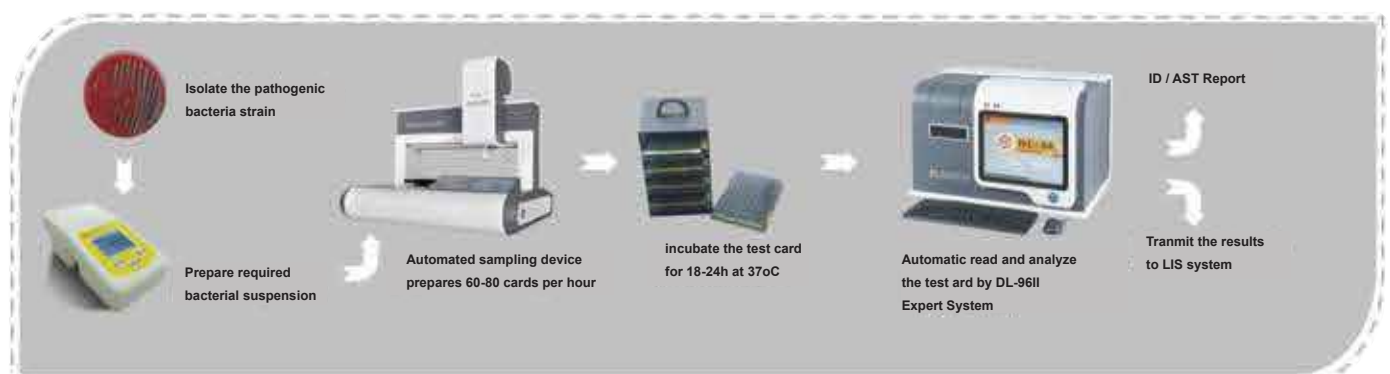 Isolate the pathogenic
bacteria strain
Prepare required
bacterial suspension
Automated sampling device
prepares 60-80 cards per hour
incubate the test card
for 18-24h at 37oC
Automatic read and analyze
the test ard by DL-96II
Expert System
ID / AST Report
Tranmit the results
to LIS system